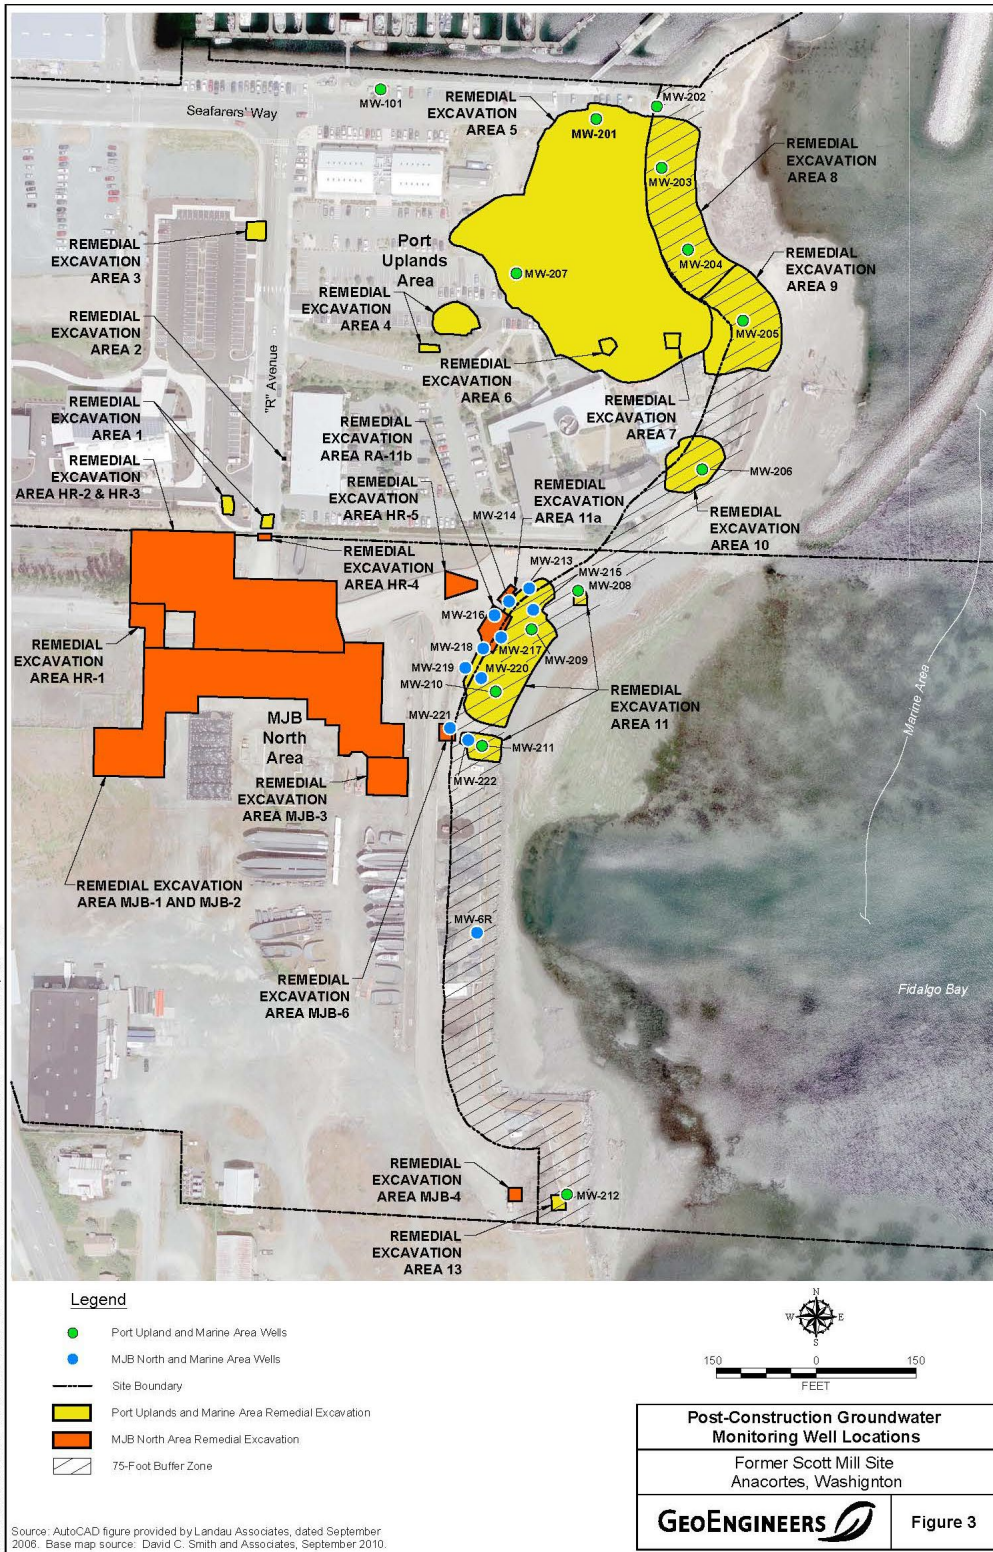 MW-101
Seafarers' Way
REMEDIAL
EXCAVATION
AREA 5
MW-201
MW-202
MW-203
REMEDIAL
EXCAVATION
AREA 8
MW-204
REMEDIAL
EXCAVATION
AREA 9
MW-205
REMEDIAL
EXCAVATION
AREA 3
Port
Uplands
Area
MW-207
REMEDIAL
EXCAVATION
AREA 4
REMEDIAL
EXCAVATION
AREA 2
"R" Avenue
REMEDIAL
EXCAVATION
AREA 6
REMEDIAL
EXCAVATION
AREA 7
REMEDIAL
EXCAVATION
AREA 1
REMEDIAL
EXCAVATION
AREA RA-11b
REMEDIAL
EXCAVATION
AREA HR-2 & HR-3
REMEDIAL
EXCAVATION
AREA HR-5
REMEDIAL
EXCAVATION
AREA 11a
MW-206
REMEDIAL
EXCAVATION
AREA 10
MW-214
MW-213
MW-215
MW-208
REMEDIAL
EXCAVATION
AREA HR-4
MW-216
MW-218
MW-217
MW-209
MW-219
MW-220
MW-210
REMEDIAL
EXCAVATION
AREA HR-1
REMEDIAL
EXCAVATION
AREA 11
MW-221
MW-211
MW-222
MJB
North
Area
REMEDIAL
EXCAVATION
AREA MJB-3
Marine Area
REMEDIAL EXCAVATION
AREA MJB-1 AND MJB-2
MW-6R
REMEDIAL
EXCAVATION
AREA MJB-6
Fidalgo Bay
REMEDIAL
EXCAVATION
AREA MJB-4
MW-212
REMEDIAL
EXCAVATION
AREA 13
Legend
Port Upland and Marine Area Wells
MJB North and Marine Area Wells
Site Boundary
Port Uplands and Marine Area Remedial Excavation
MJB North Area Remedial Excavation
75-Foot Buffer Zone
N
W E
S
150 0 150
FEET
Post-Construction Groundwater
Monitoring Well Locations
Former Scott Mill Site
Anacortes, Washignton
GEOENGINEERS
Figure 3
Source: AutoCAD figure provided by Landau Associates, dated September
2006. Base map source: David C. Smith and Associates, September 2010.